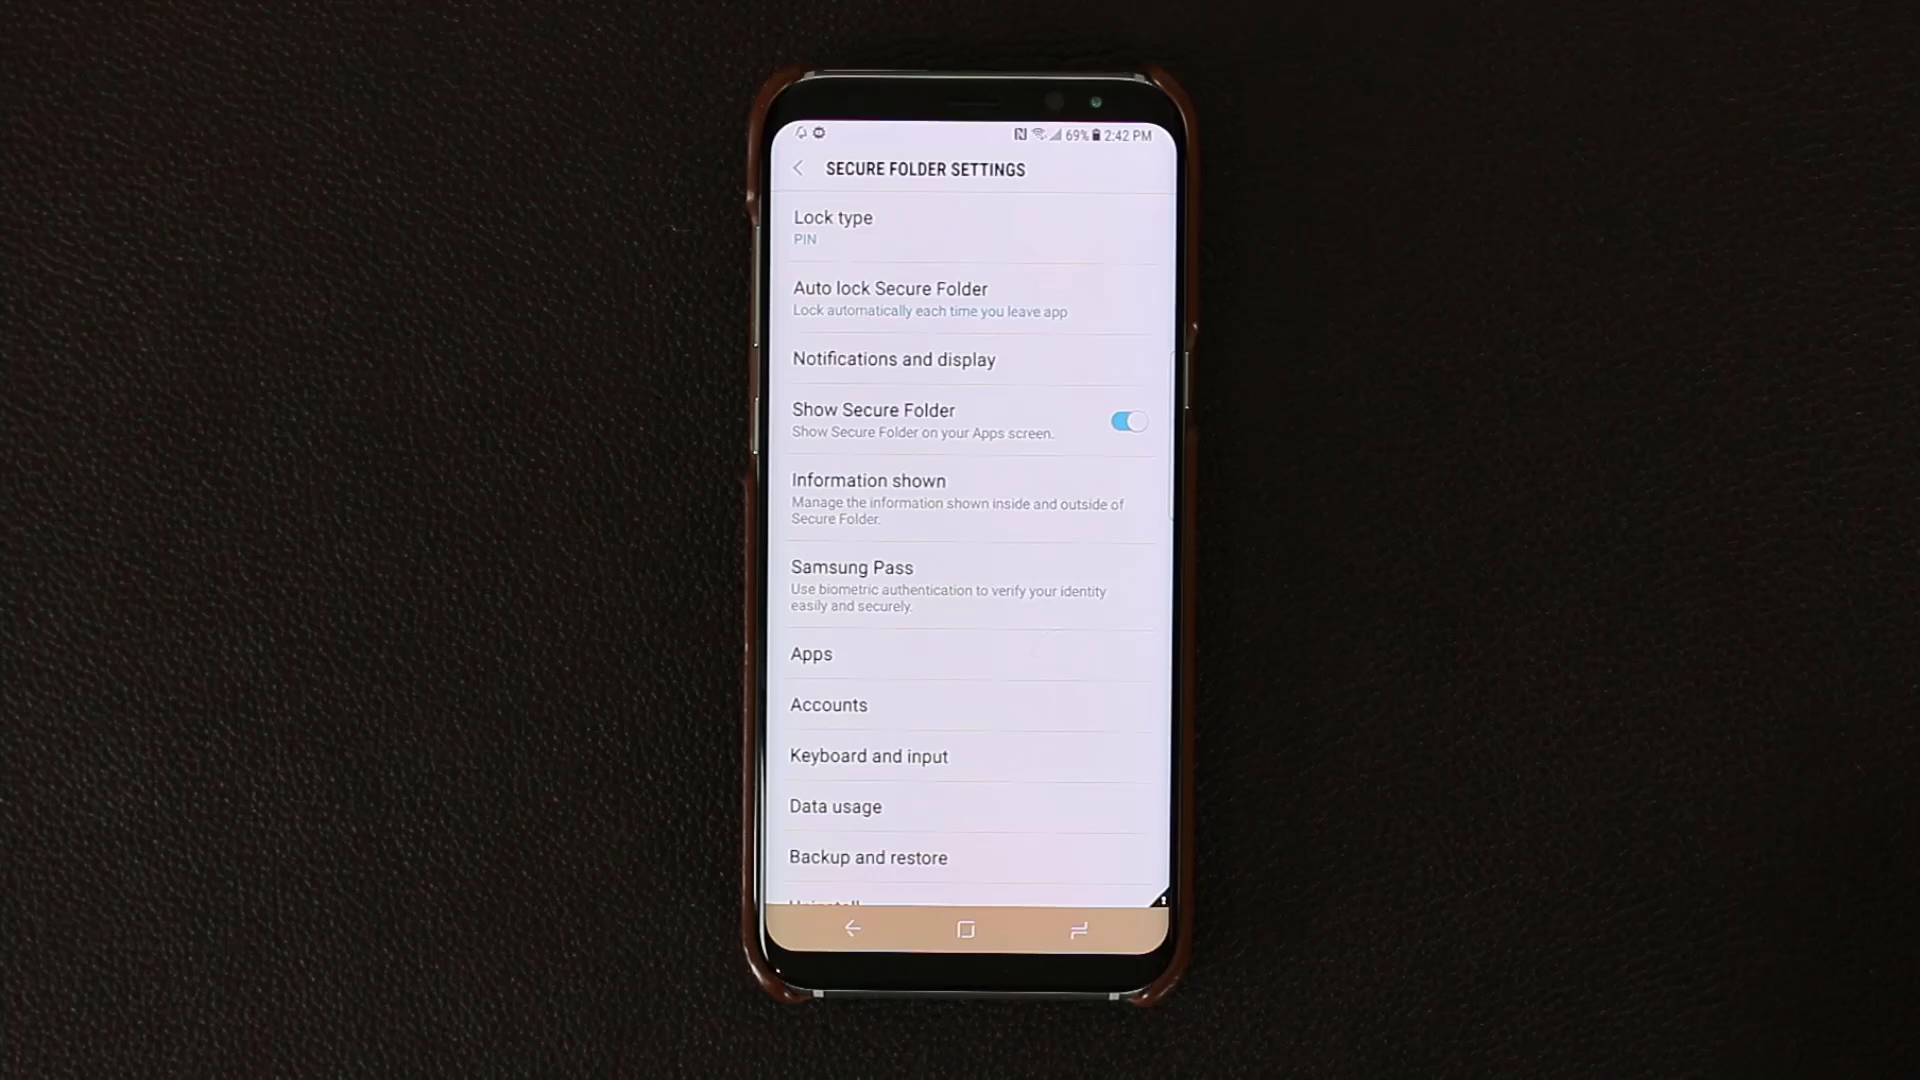 69% 2:42 PM
SECURE FOLDER SETTINGS
Lock type
PIN
Auto lock Secure Folder
Lock automatically each time you leave app
Notifications and display
Show Secure Folder
Show Secure Folder on your Apps screen.
Information shown
Manage the information shown inside and outside of
Secure Folder.
Samsung Pass
Use biometric authentication to verify your identity
easily and securely.
Apps
Accounts
Keyboard and input
Data usage
Backup and restore